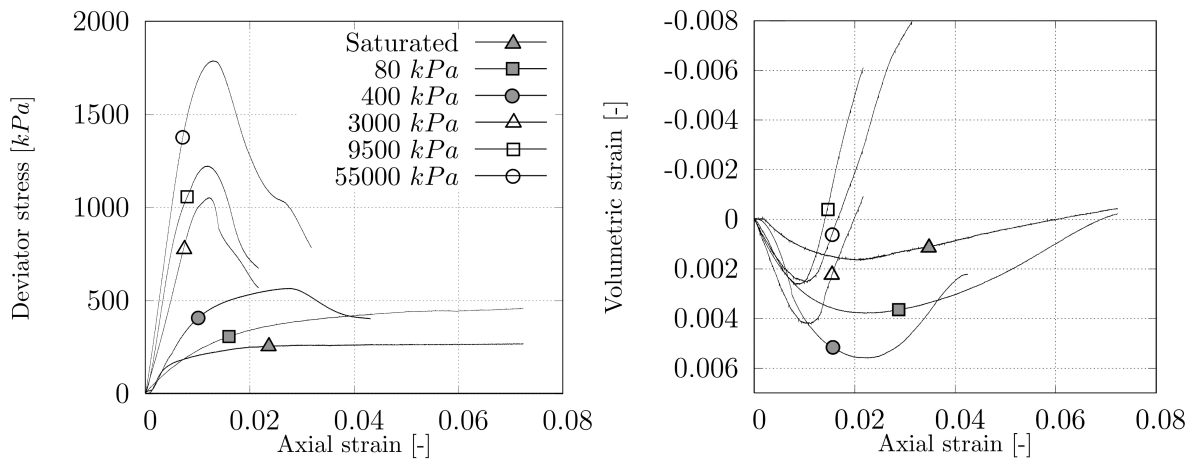 Deviator stress [kPa]
2000
1500
1000
500
0
0
0.02
0.04
0.06
0.08
Axial strain [-]
Saturated
80 kPa
400 kPa
3000 kPa
9500 kPa
55000 kPa
Volumetric strain [-]
-0.008
-0.006
-0.004
-0.002
0
0.002
0.004
0.006
0
0.02
0.04
0.06
0.08
Axial strain [-]